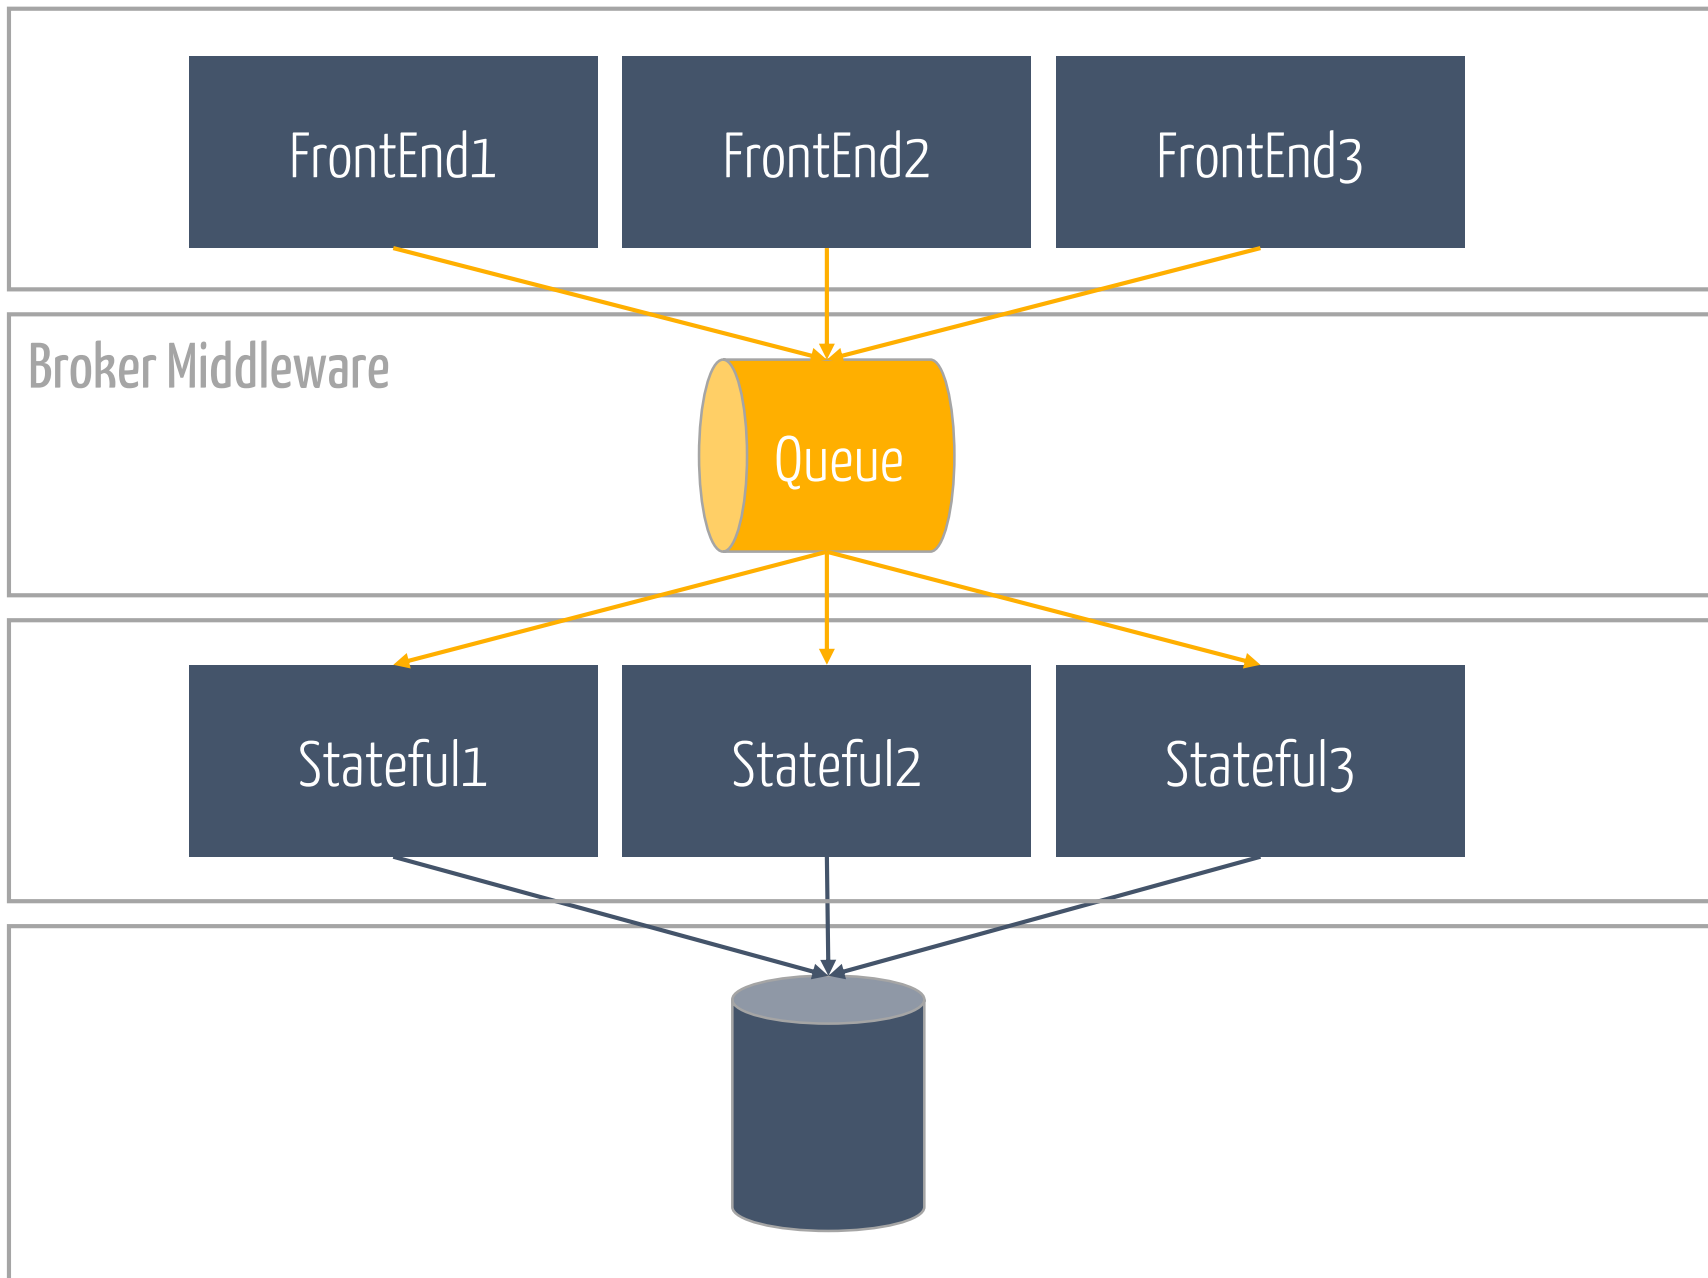 FrontEnd1
FrontEnd2
FrontEnd3
Broker Middleware
Queue
Stateful1
Stateful2
Stateful3